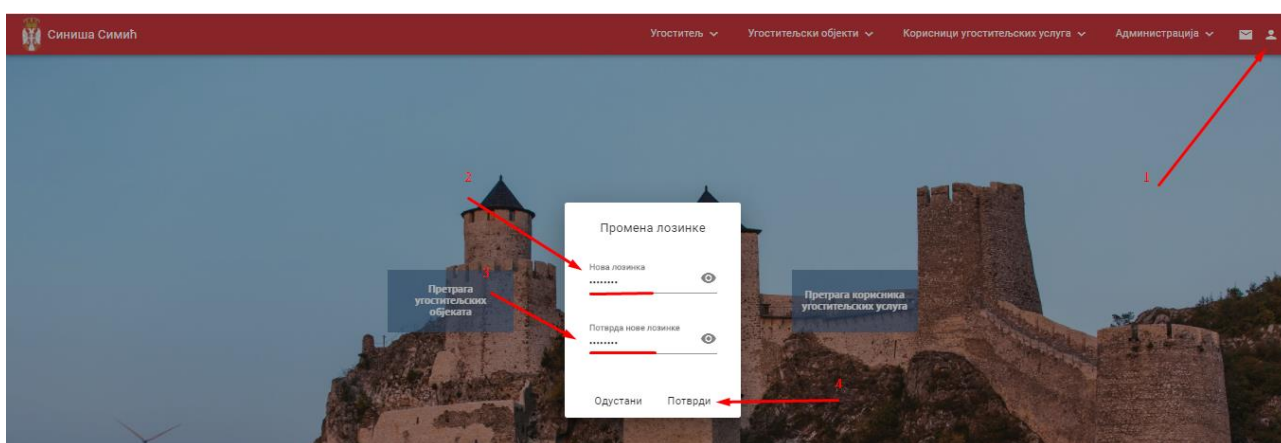 Синиша Симић
Угоститељ
Угоститељски објекти
Корисници угоститељских услуга
Администрација
1
2
Промена лозинке
Нова лозинка
3
Претрага
угоститељских
објеката
Претрага корисника
угоститељских услуга
Потврда нове лозинке
4
Одустани
Потврди